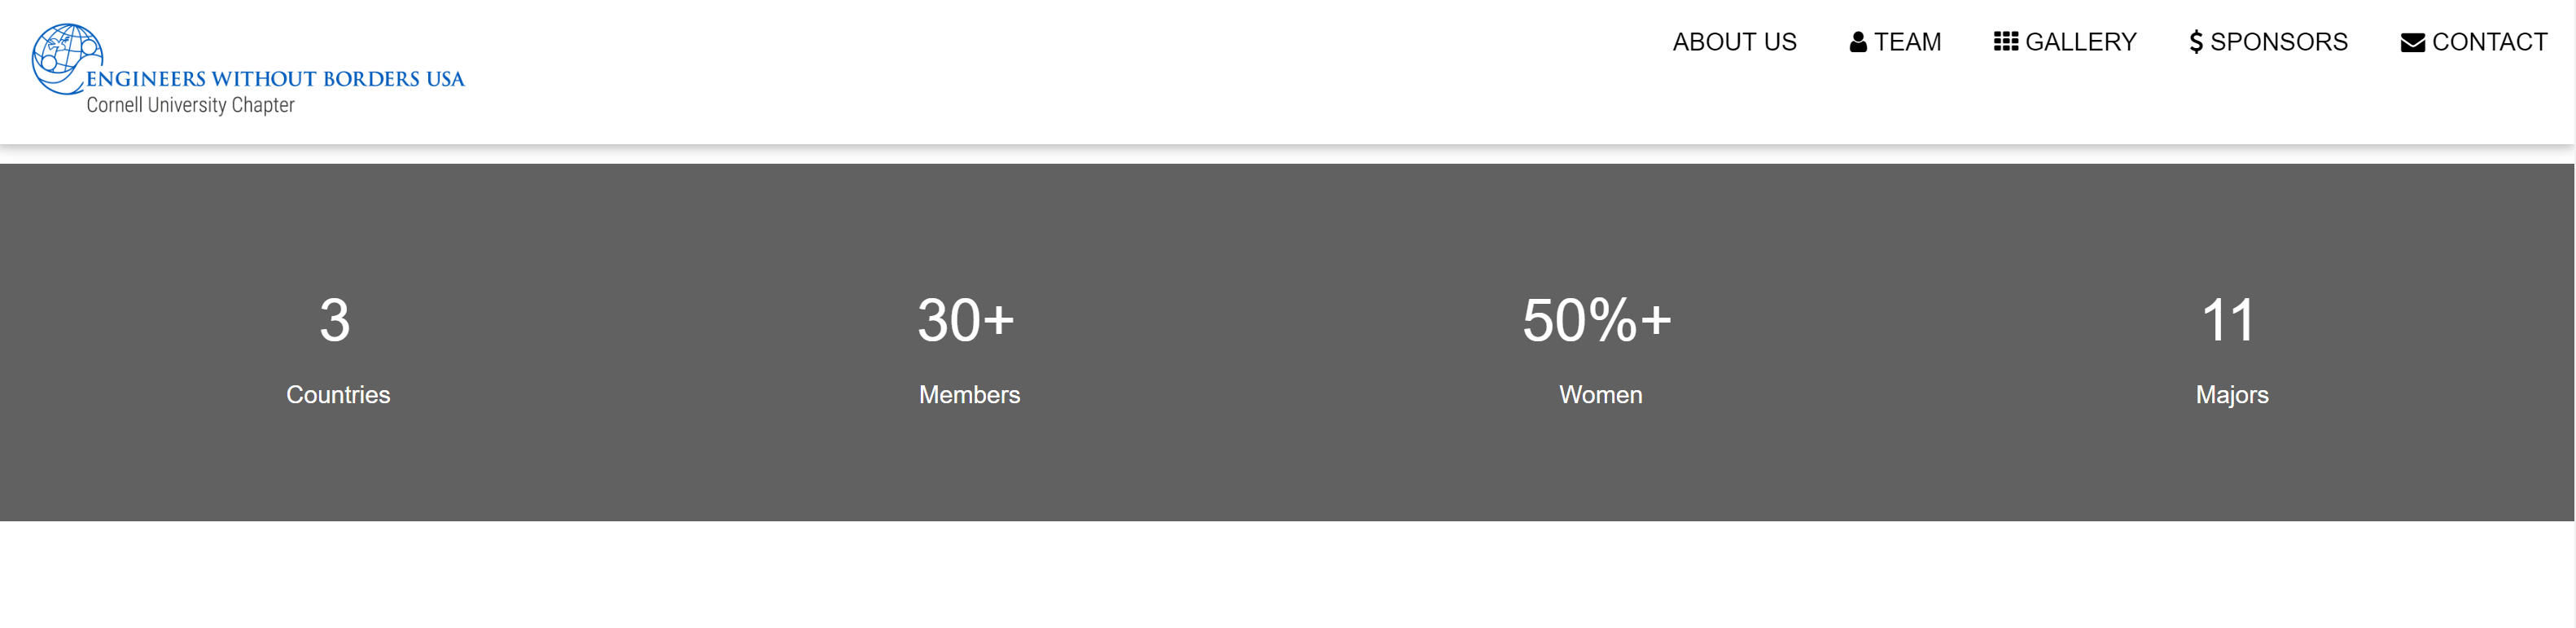 ENGINEERS WITHOUT BORDERS USA
Cornell University Chapter
ABOUT US TEAM GALLERY $ SPONSORS CONTACT
3 30+ 50%+ 11
Countries Members Women Majors